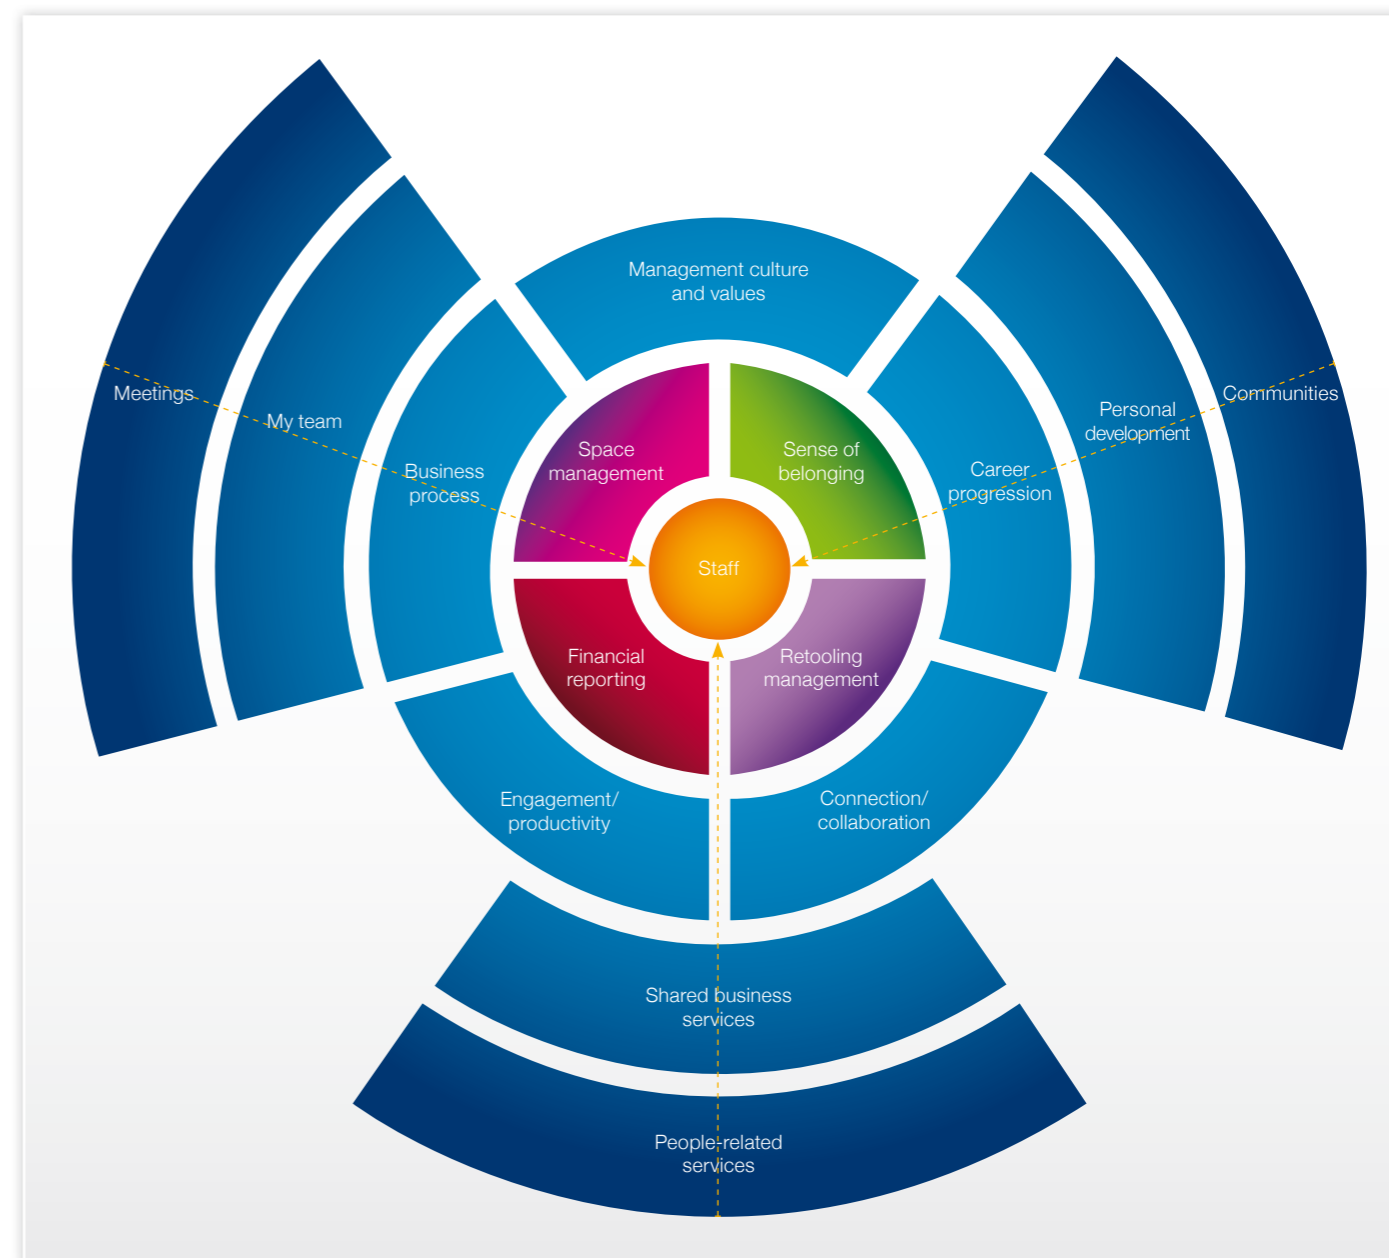 Management culture
and values
Meetings
My team
Business
process
Space
management
Sense of
belonging
Career
progression
Personal
development
Communities
Staff
Financial
reporting
Retooling
management
Engagement/
productivity
Connection/
collaboration
Shared business
services
People-related
services